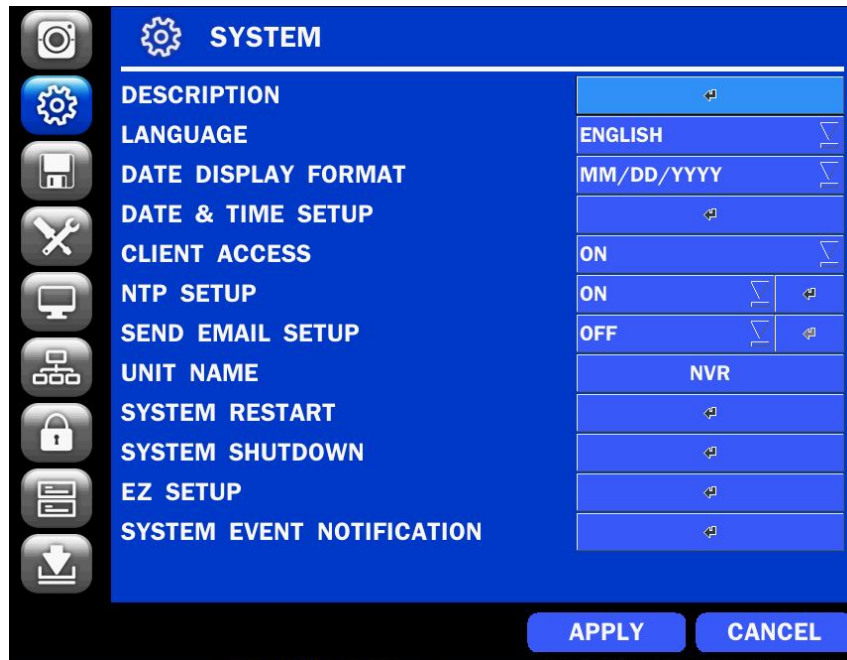 SYSTEM
DESCRIPTION
LANGUAGE ENGLISH
DATE DISPLAY FORMAT MM/DD/YYYY
DATE & TIME SETUP
CLIENT ACCESS ON
NTP SETUP ON
SEND EMAIL SETUP OFF
UNIT NAME NVR
SYSTEM RESTART
SYSTEM SHUTDOWN
EZ SETUP
SYSTEM EVENT NOTIFICATION
APPLY CANCEL